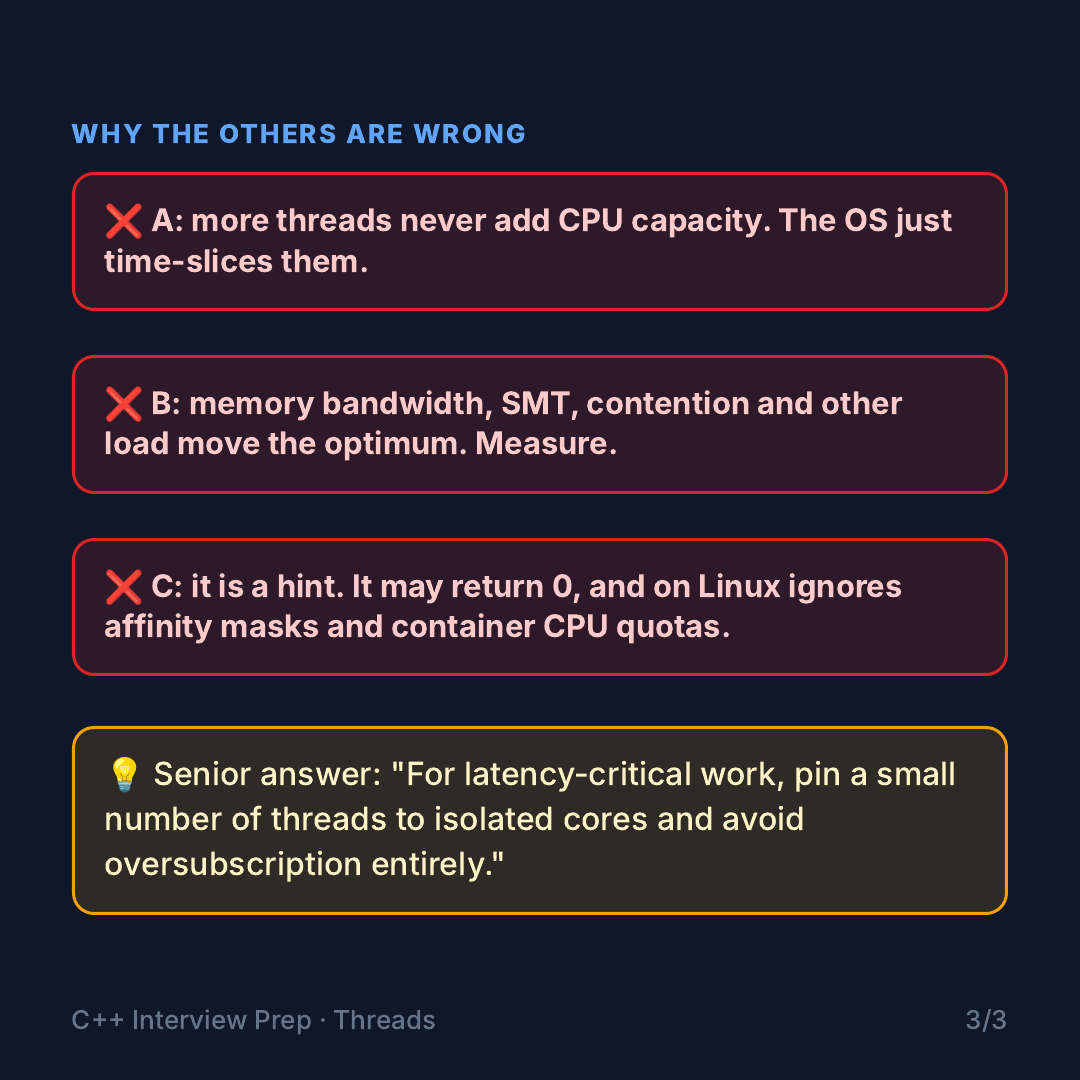 WHY THE OTHERS ARE WRONG
❌ A: more threads never add CPU capacity. The OS just
time-slices them.
❌ B: memory bandwidth, SMT, contention and other
load move the optimum. Measure.
❌ C: it is a hint. It may return 0, and on Linux ignores
affinity masks and container CPU quotas.
💡 Senior answer: "For latency-critical work, pin a small
number of threads to isolated cores and avoid
oversubscription entirely."
C++ Interview Prep · Threads
3/3